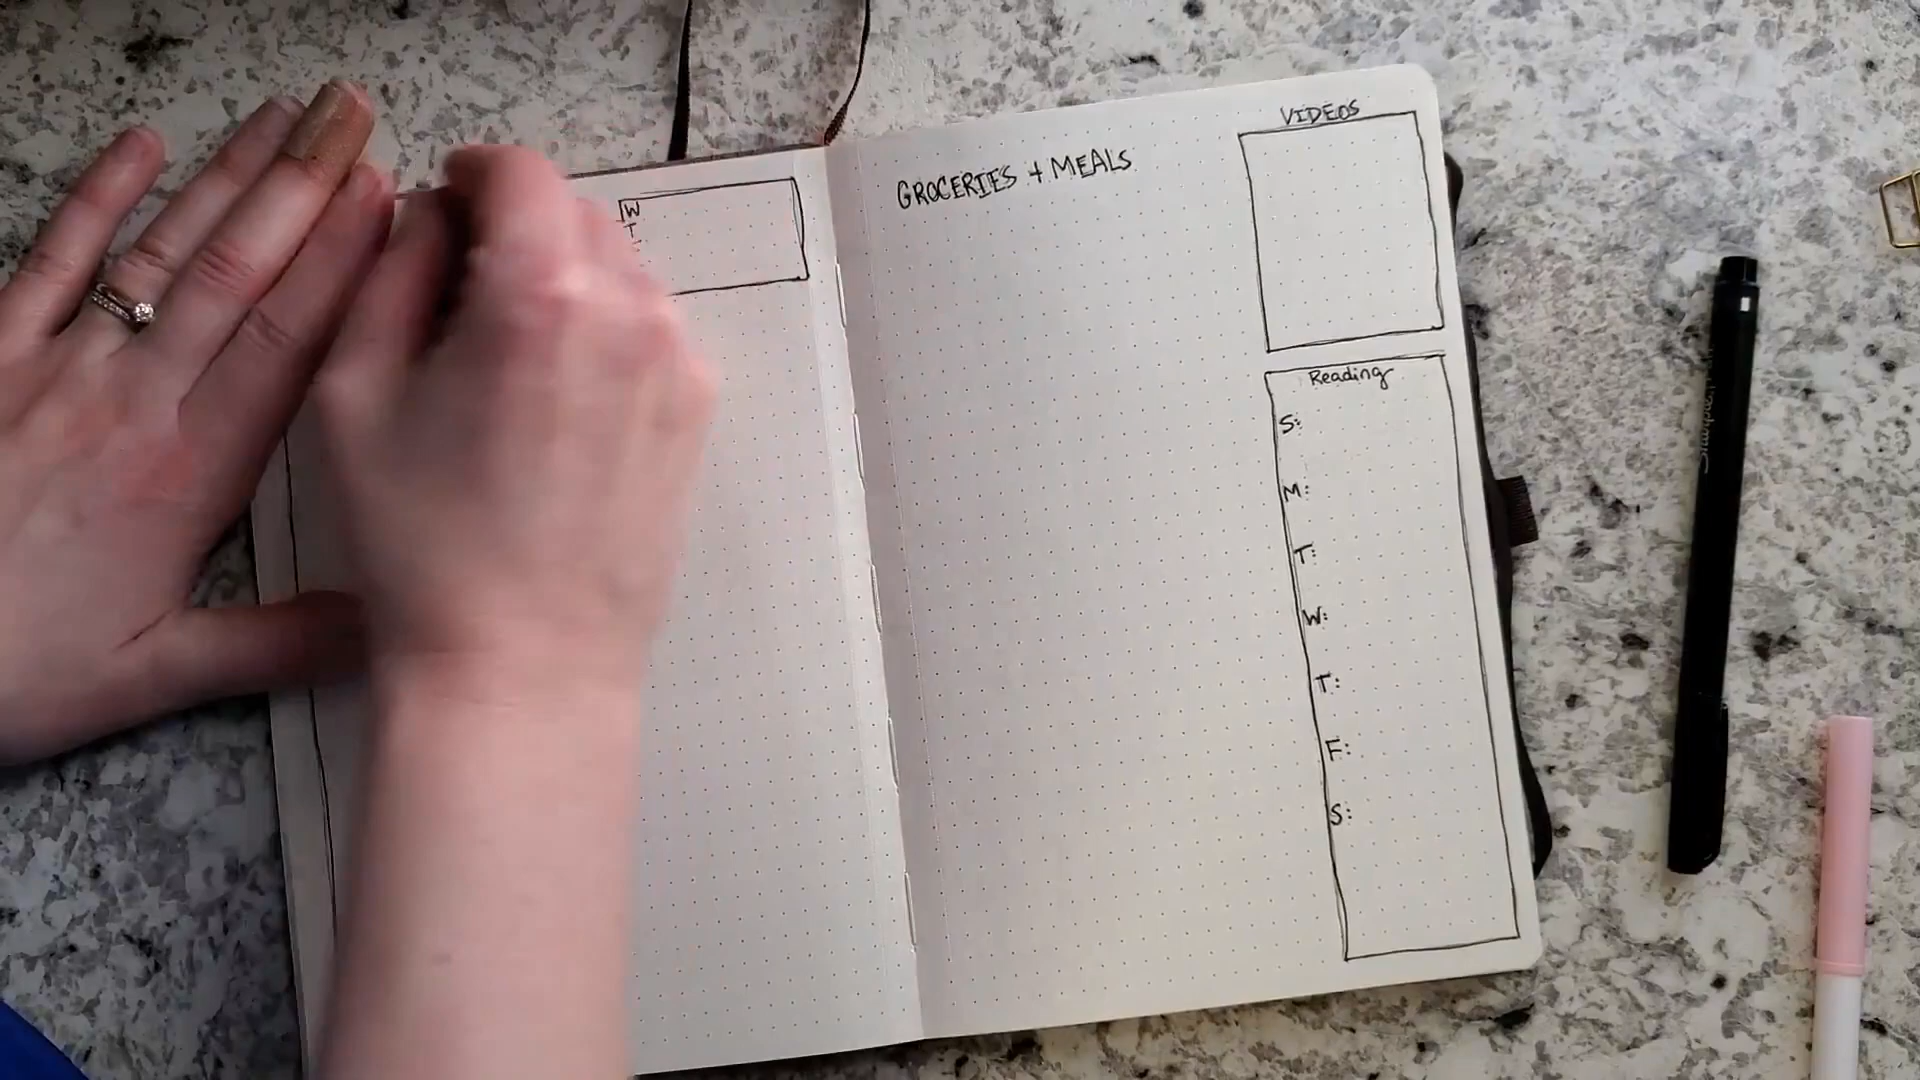 W
T
GROCERIES + MEALS
VIDEOS
Reading
S:
M:
T:
W:
T:
F:
S: